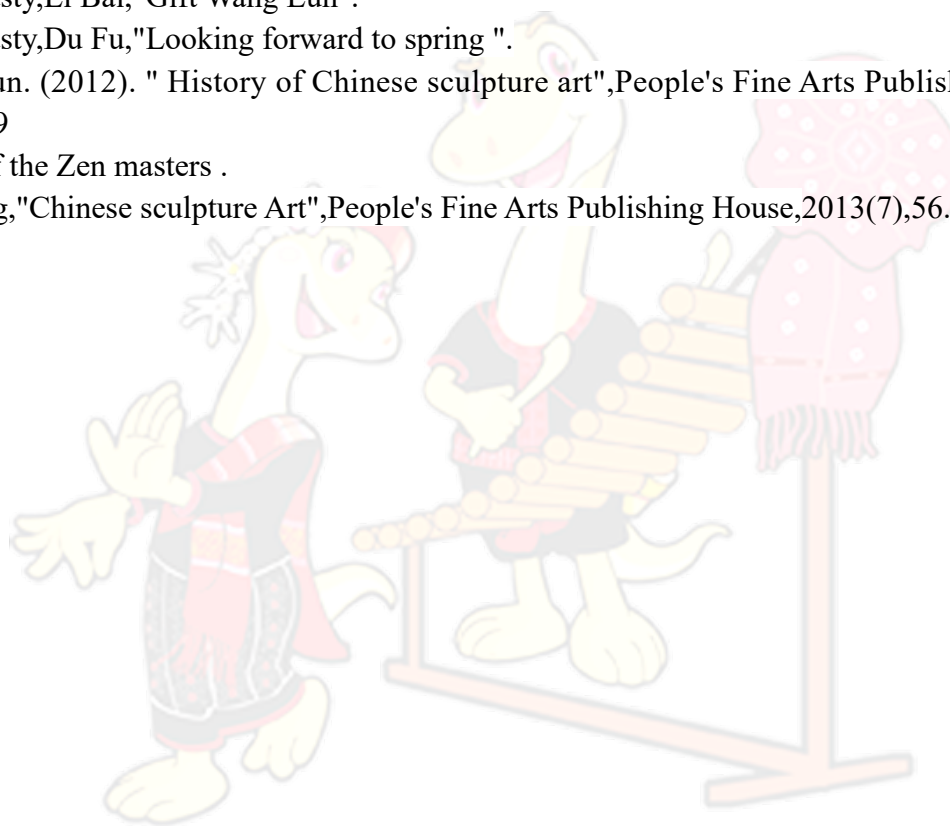 sty,Li Bai,"Gift Wang Lun".
sty,Du Fu,"Looking forward to spring ".
un. (2012). " History of Chinese sculpture art",People's Fine Arts Publish
9
f the Zen masters .
g,"Chinese sculpture Art",People's Fine Arts Publishing House,2013(7),56.